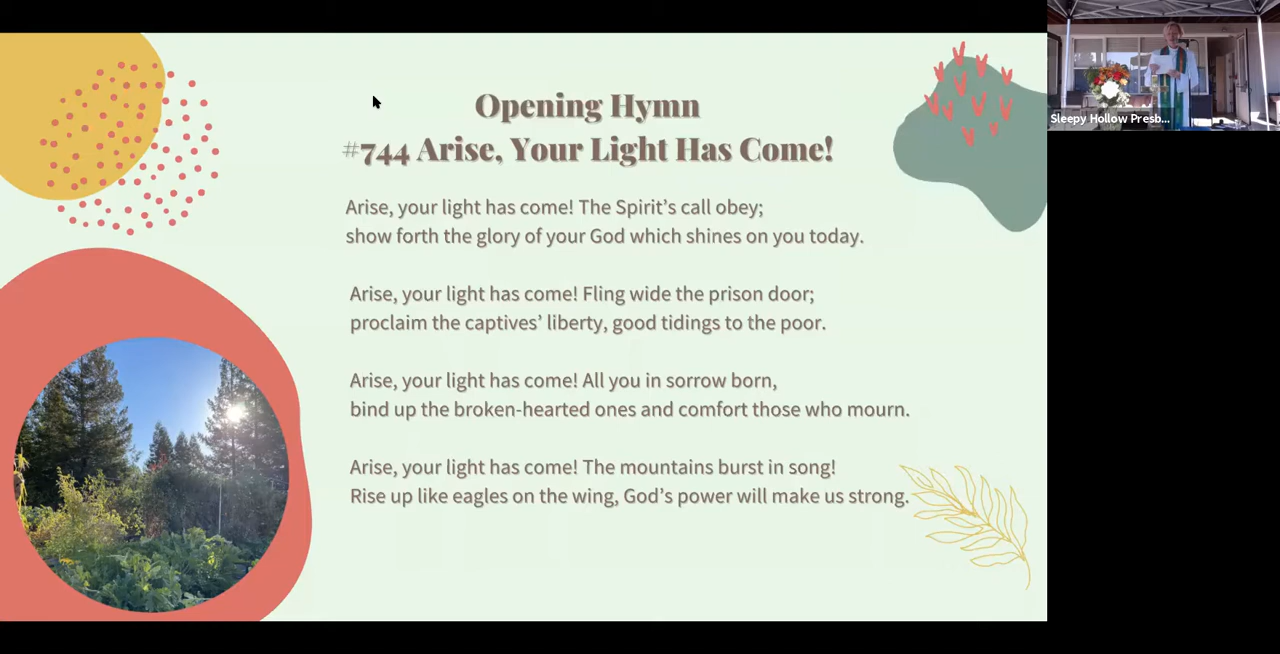 Opening Hymn
#744 Arise, Your Light Has Come!
Arise, your light has come! The Spirit’s call obey;
show forth the glory of your God which shines on you today.
Arise, your light has come! Fling wide the prison door;
proclaim the captives’ liberty, good tidings to the poor.
Arise, your light has come! All you in sorrow born,
bind up the broken-hearted ones and comfort those who mourn.
Arise, your light has come! The mountains burst in song!
Rise up like eagles on the wing, God’s power will make us strong.
Sleepy Hollow Presb...